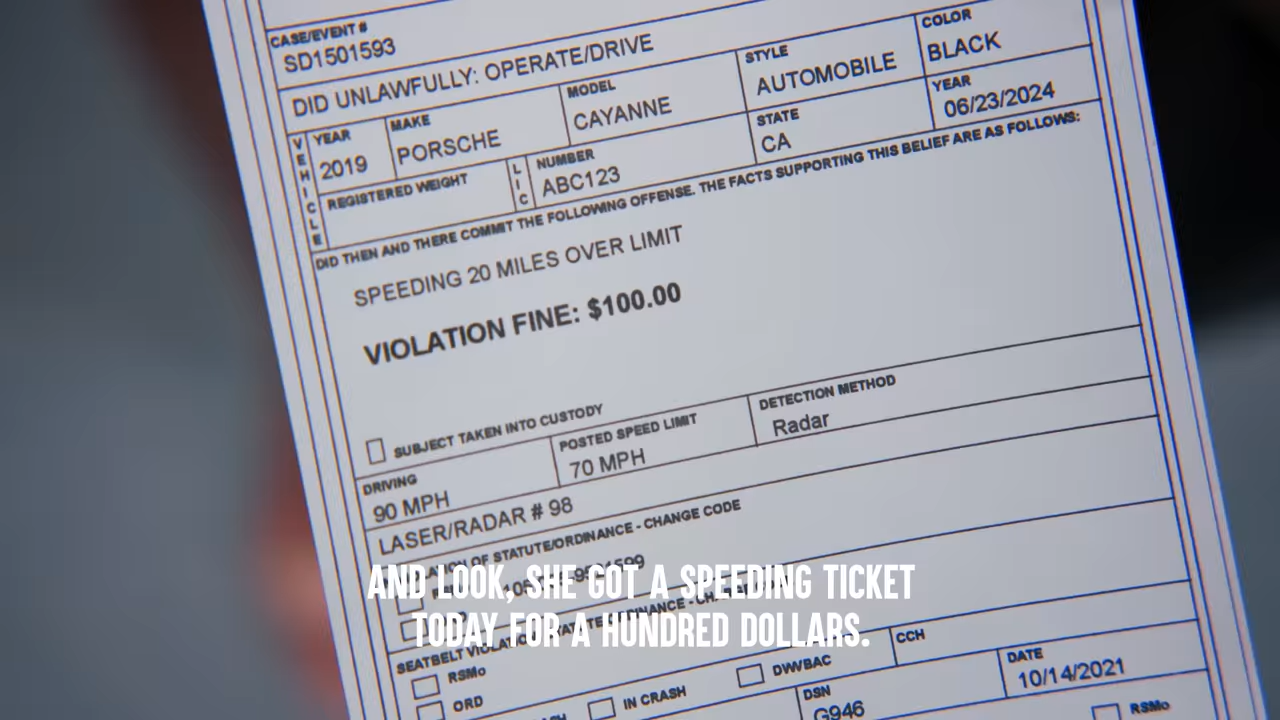 CASE/EVENT #
SD1501593
DID UNLAWFULLY: OPERATE/DRIVE
VEHICLE
YEAR
2019
MAKE
PORSCHE
MODEL
CAYANNE
STYLE
AUTOMOBILE
COLOR
BLACK
REGISTERED WEIGHT
LIC
NUMBER
ABC123
STATE
CA
YEAR
06/23/2024
DID THEN AND THERE COMMIT THE FOLLOWING OFFENSE. THE FACTS SUPPORTING THIS BELIEF ARE AS FOLLOWS:
SPEEDING 20 MILES OVER LIMIT
VIOLATION FINE: $100.00
SUBJECT TAKEN INTO CUSTODY
DRIVING
90 MPH
POSTED SPEED LIMIT
70 MPH
DETECTION METHOD
Radar
LASER/RADAR # 98
OF STATUTE/ORDINANCE - CHANGE CODE
AND LOOK, SHE GOT A SPEEDING TICKET
TODAY FOR A HUNDRED DOLLARS.
SEATBELT
RSMo
ORD
IN CRASH
DWI/BAC
CCH
DSN
G946
DATE
10/14/2021
RSMo